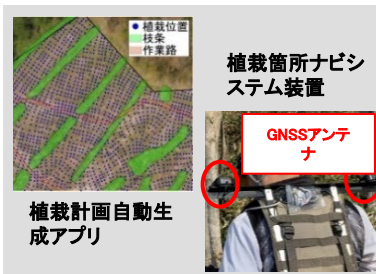 植栽位置
枝条
作業路
植栽箇所ナビシ
ステム装置
GNSSアンテ
ナ
植栽計画自動生
成アプリ